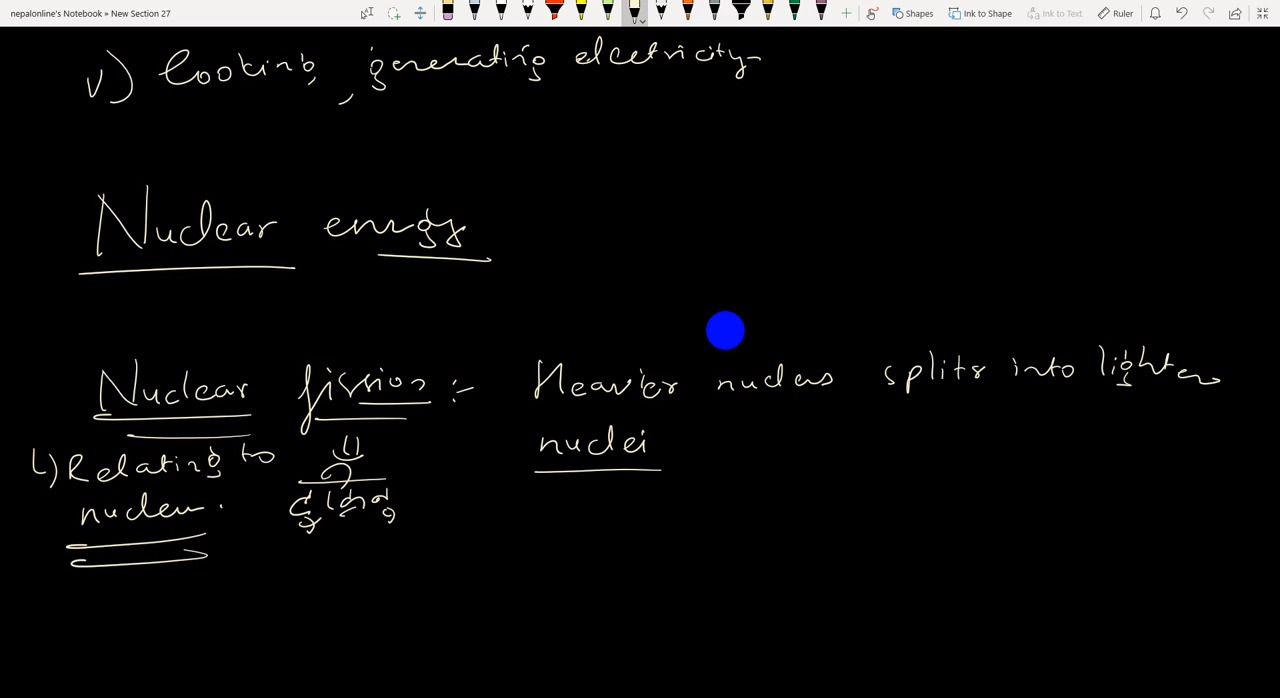 nepalonline's Notebook » New Section 27
Shapes Ink to Shape Ink to Text Ruler
v) Cooking, generating electricity
Nuclear energy
Nuclear fission :- Heavier nucleus splits into lighter
nuclei
Relating to